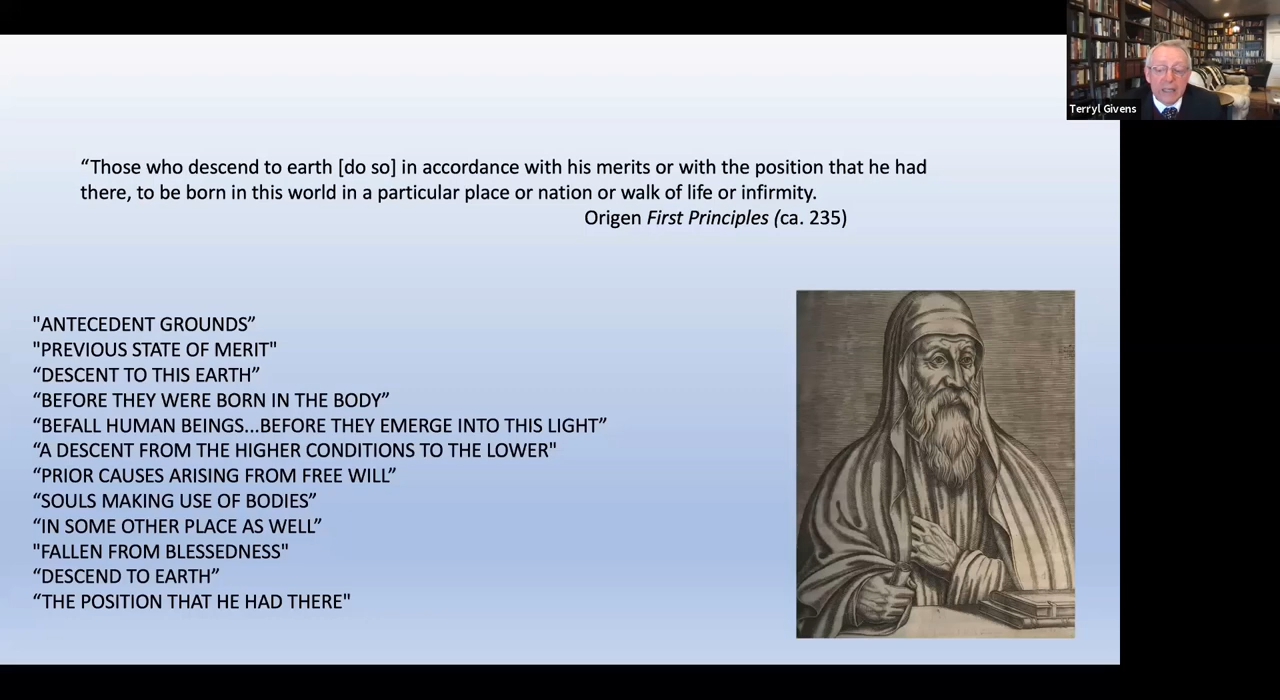 Terryl Givens
“Those who descend to earth [do so] in accordance with his merits or with the position that he had
there, to be born in this world in a particular place or nation or walk of life or infirmity.
Origen First Principles (ca. 235)
"ANTECEDENT GROUNDS”
"PREVIOUS STATE OF MERIT"
“DESCENT TO THIS EARTH”
“BEFORE THEY WERE BORN IN THE BODY”
“BEFALL HUMAN BEINGS...BEFORE THEY EMERGE INTO THIS LIGHT”
“A DESCENT FROM THE HIGHER CONDITIONS TO THE LOWER"
“PRIOR CAUSES ARISING FROM FREE WILL”
“SOULS MAKING USE OF BODIES”
“IN SOME OTHER PLACE AS WELL”
"FALLEN FROM BLESSEDNESS"
“DESCEND TO EARTH”
“THE POSITION THAT HE HAD THERE"